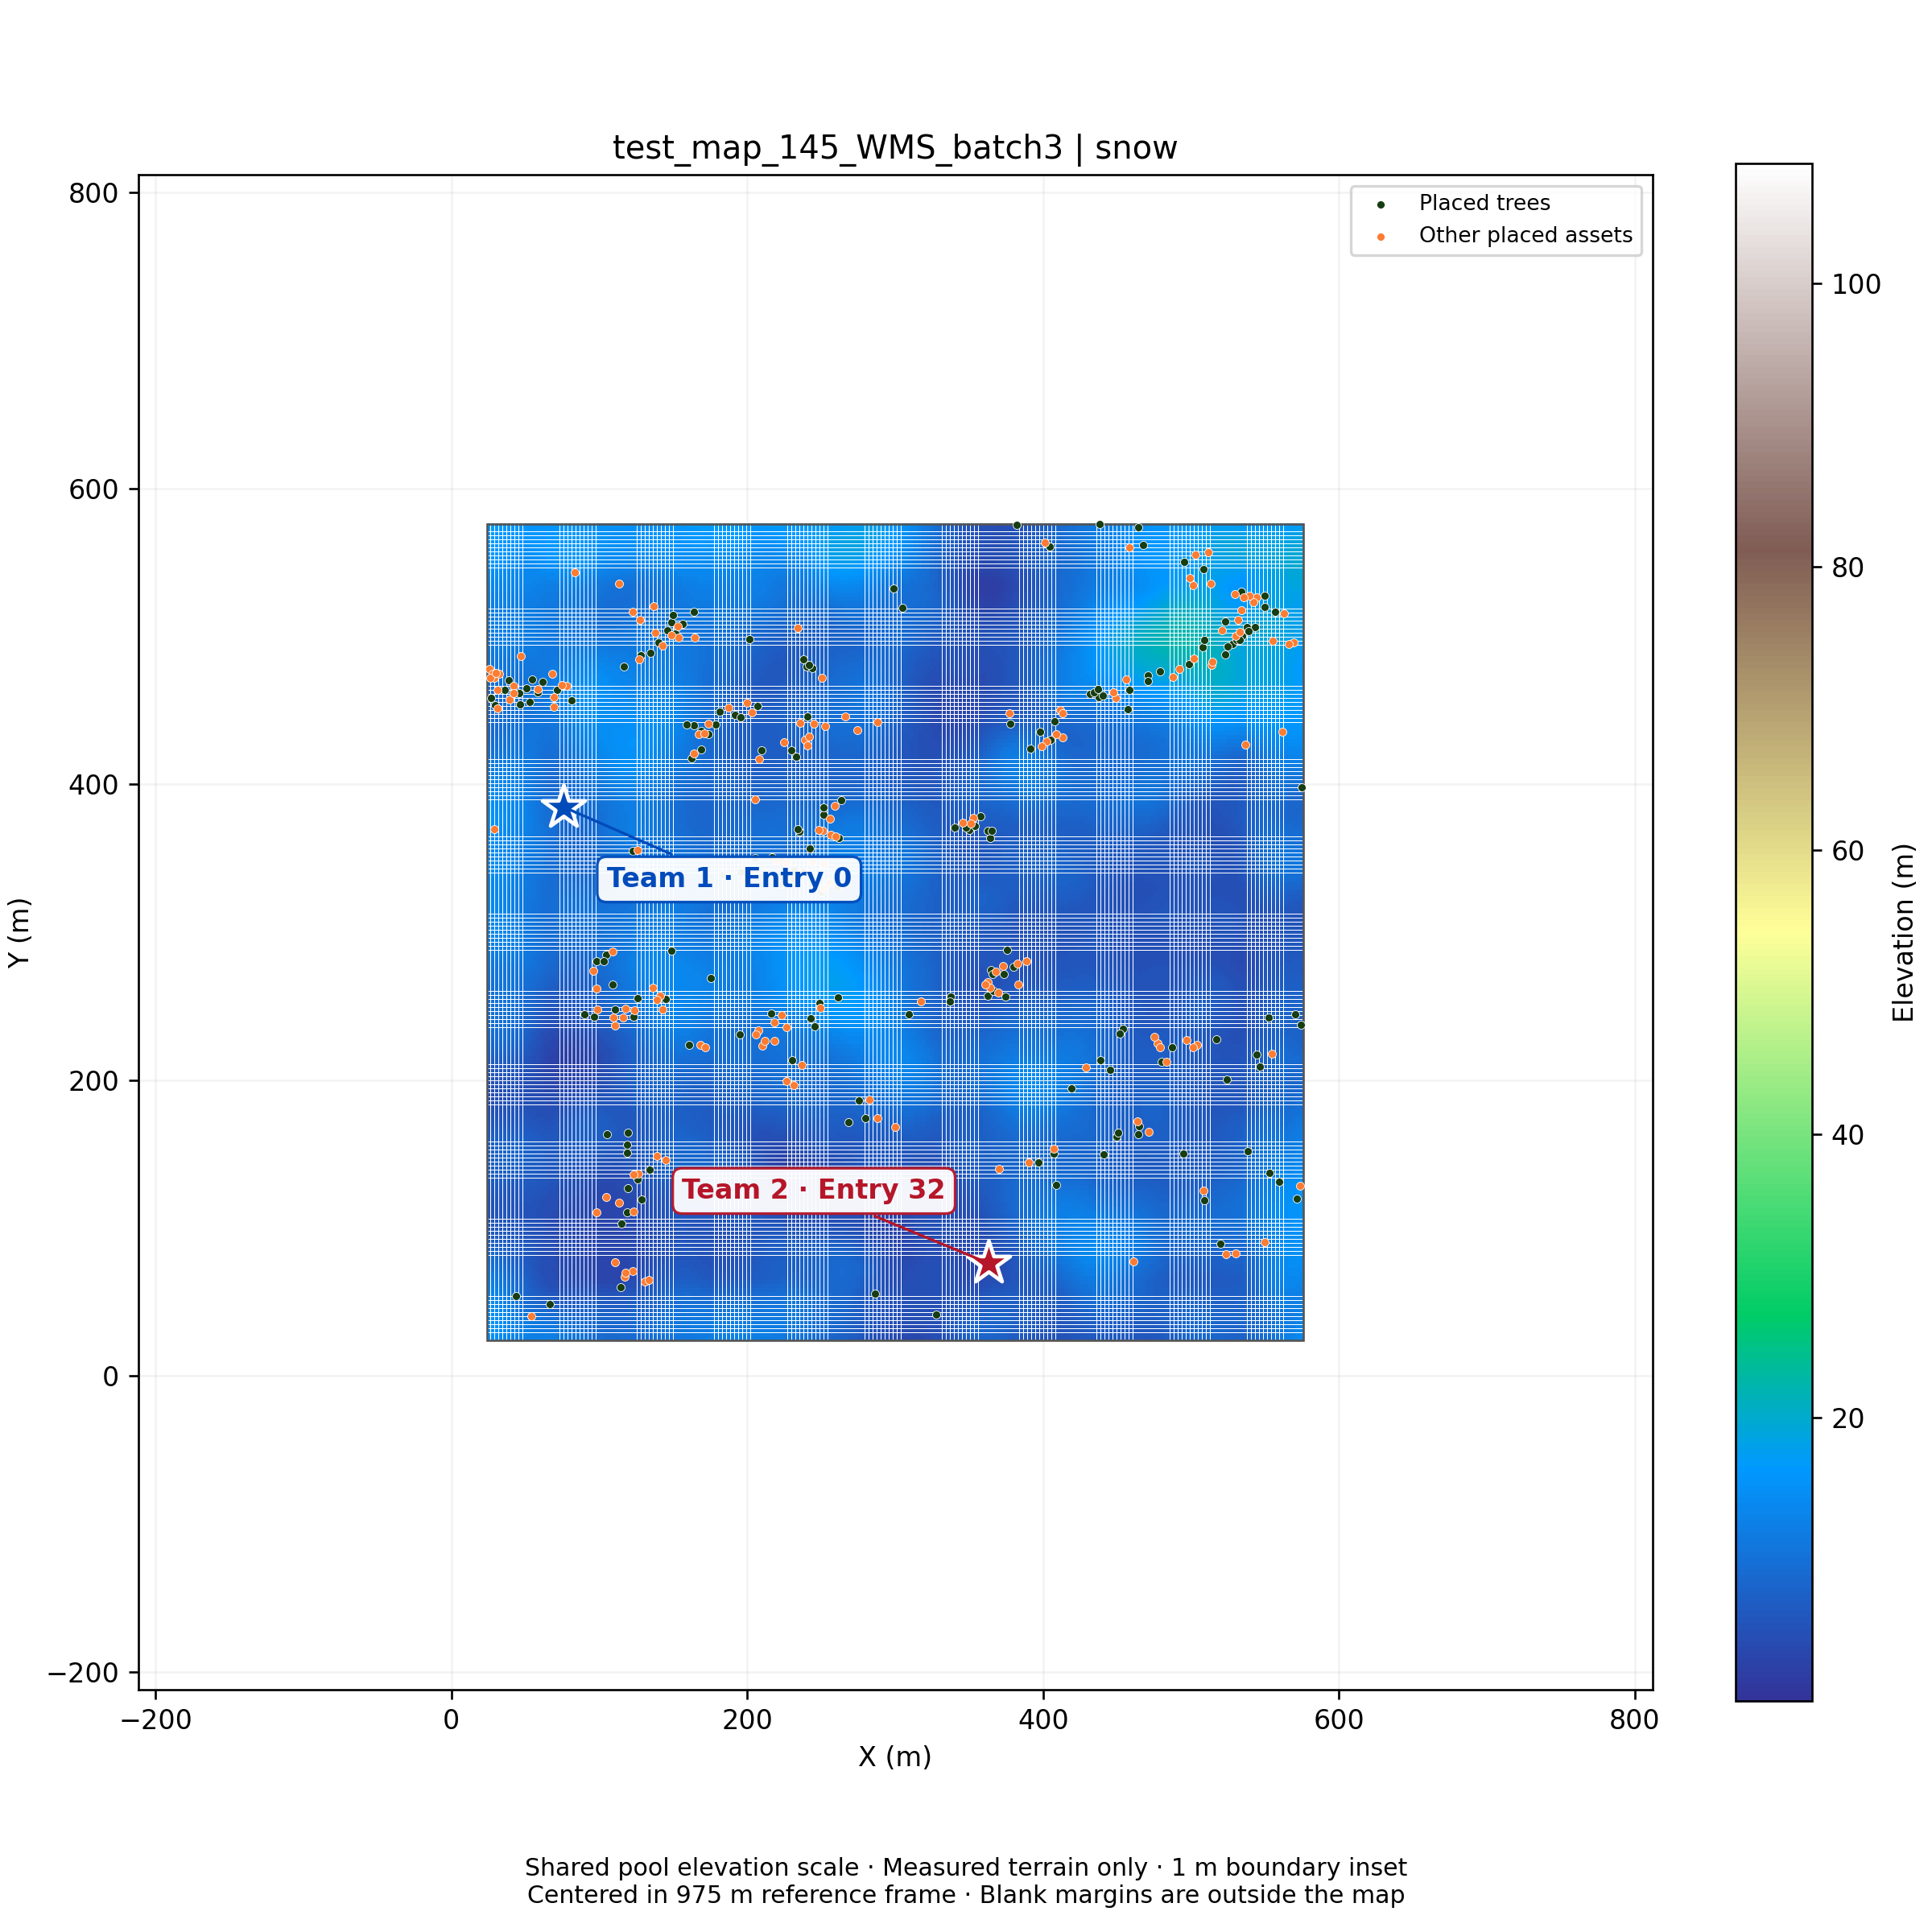 test_map_145_WMS_batch3 | snow
Placed trees
Other placed assets
800
600
400
200
0
−200
−200
0
200
400
600
800
X (m)
Y (m)
Team 1 · Entry 0
Team 2 · Entry 32
100
80
60
40
20
Elevation (m)
Shared pool elevation scale · Measured terrain only · 1 m boundary inset
Centered in 975 m reference frame · Blank margins are outside the map